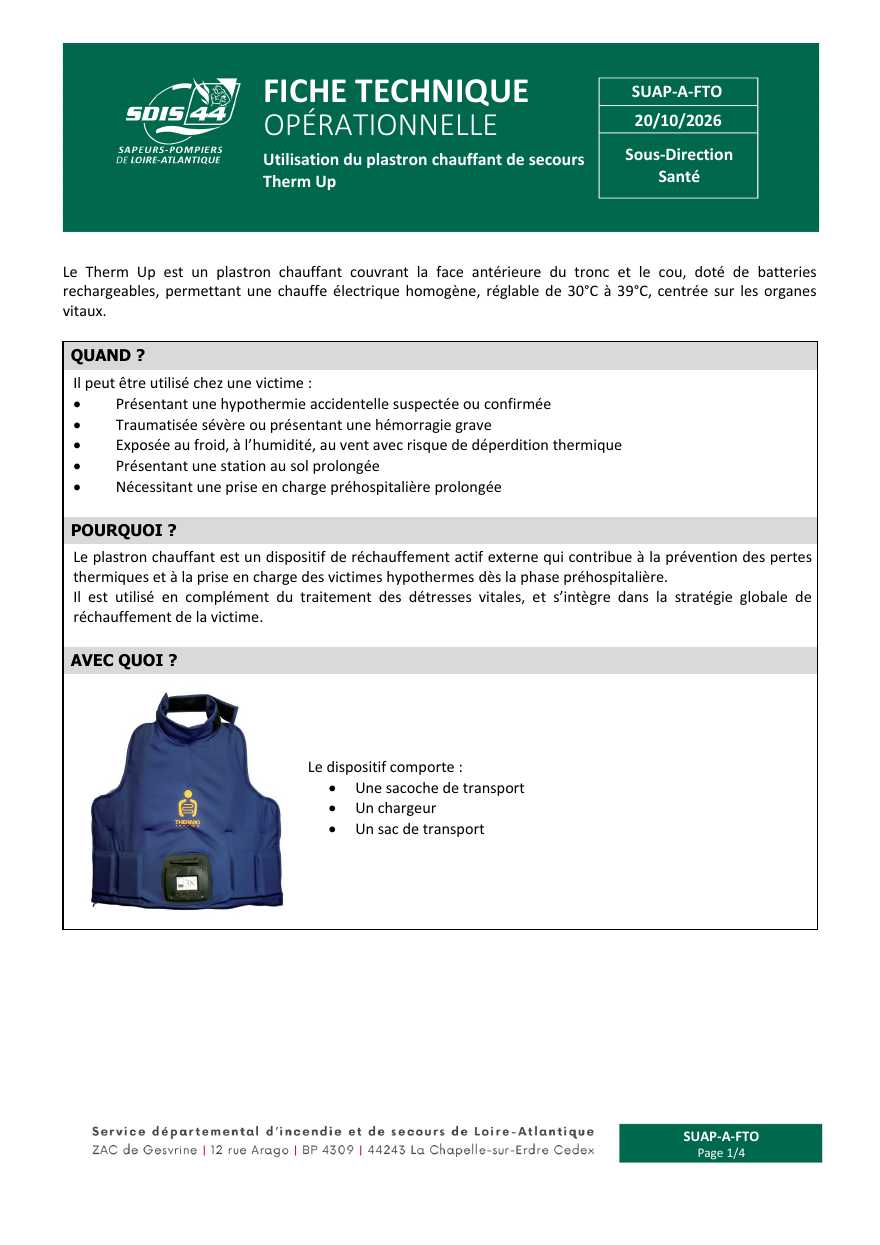 SDIS 44
SAPEURS-POMPIERS
DE LOIRE-ATLANTIQUE
FICHE TECHNIQUE
OPÉRATIONNELLE
Utilisation du plastron chauffant de secours
Therm Up
SUAP-A-FTO
20/10/2026
Sous-Direction
Santé
Le Therm Up est un plastron chauffant couvrant la face antérieure du tronc et le cou, doté de batteries
rechargeables, permettant une chauffe électrique homogène, réglable de 30°C à 39°C, centrée sur les organes
vitaux.
QUAND ?
Il peut être utilisé chez une victime :
• Présentant une hypothermie accidentelle suspectée ou confirmée
• Traumatisée sévère ou présentant une hémorragie grave
• Exposée au froid, à l’humidité, au vent avec risque de déperdition thermique
• Présentant une station au sol prolongée
• Nécessitant une prise en charge préhospitalière prolongée
POURQUOI ?
Le plastron chauffant est un dispositif de réchauffement actif externe qui contribue à la prévention des pertes
thermiques et à la prise en charge des victimes hypothermes dès la phase préhospitalière.
Il est utilisé en complément du traitement des détresses vitales, et s’intègre dans la stratégie globale de
réchauffement de la victime.
AVEC QUOI ?
Le dispositif comporte :
• Une sacoche de transport
• Un chargeur
• Un sac de transport
Service départemental d’incendie et de secours de Loire-Atlantique
ZAC de Gesvrine | 12 rue Arago | BP 4309 | 44243 La Chapelle-sur-Erdre Cedex
SUAP-A-FTO
Page 1/4